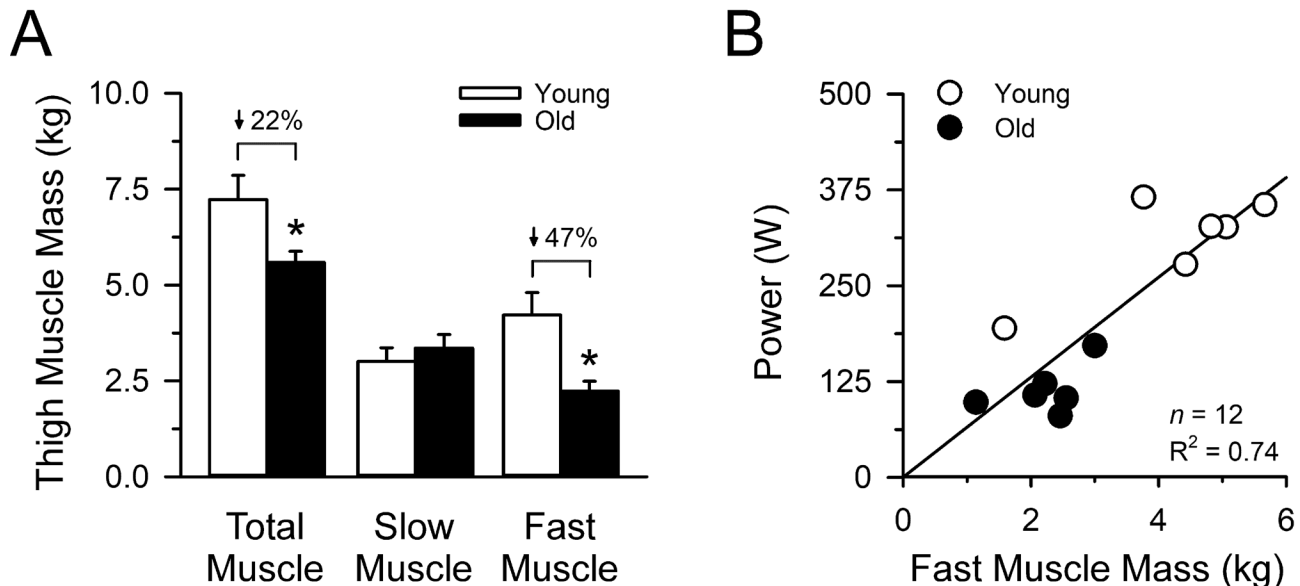 A
Thigh Muscle Mass (kg)
10.0
7.5
5.0
2.5
0.0
Young
Old
↓ 22%
*
↓ 47%
*
Total
Muscle
Slow
Muscle
Fast
Muscle
B
Power (W)
500
375
250
125
0
Young
Old
n = 12
R² = 0.74
0 2 4 6
Fast Muscle Mass (kg)